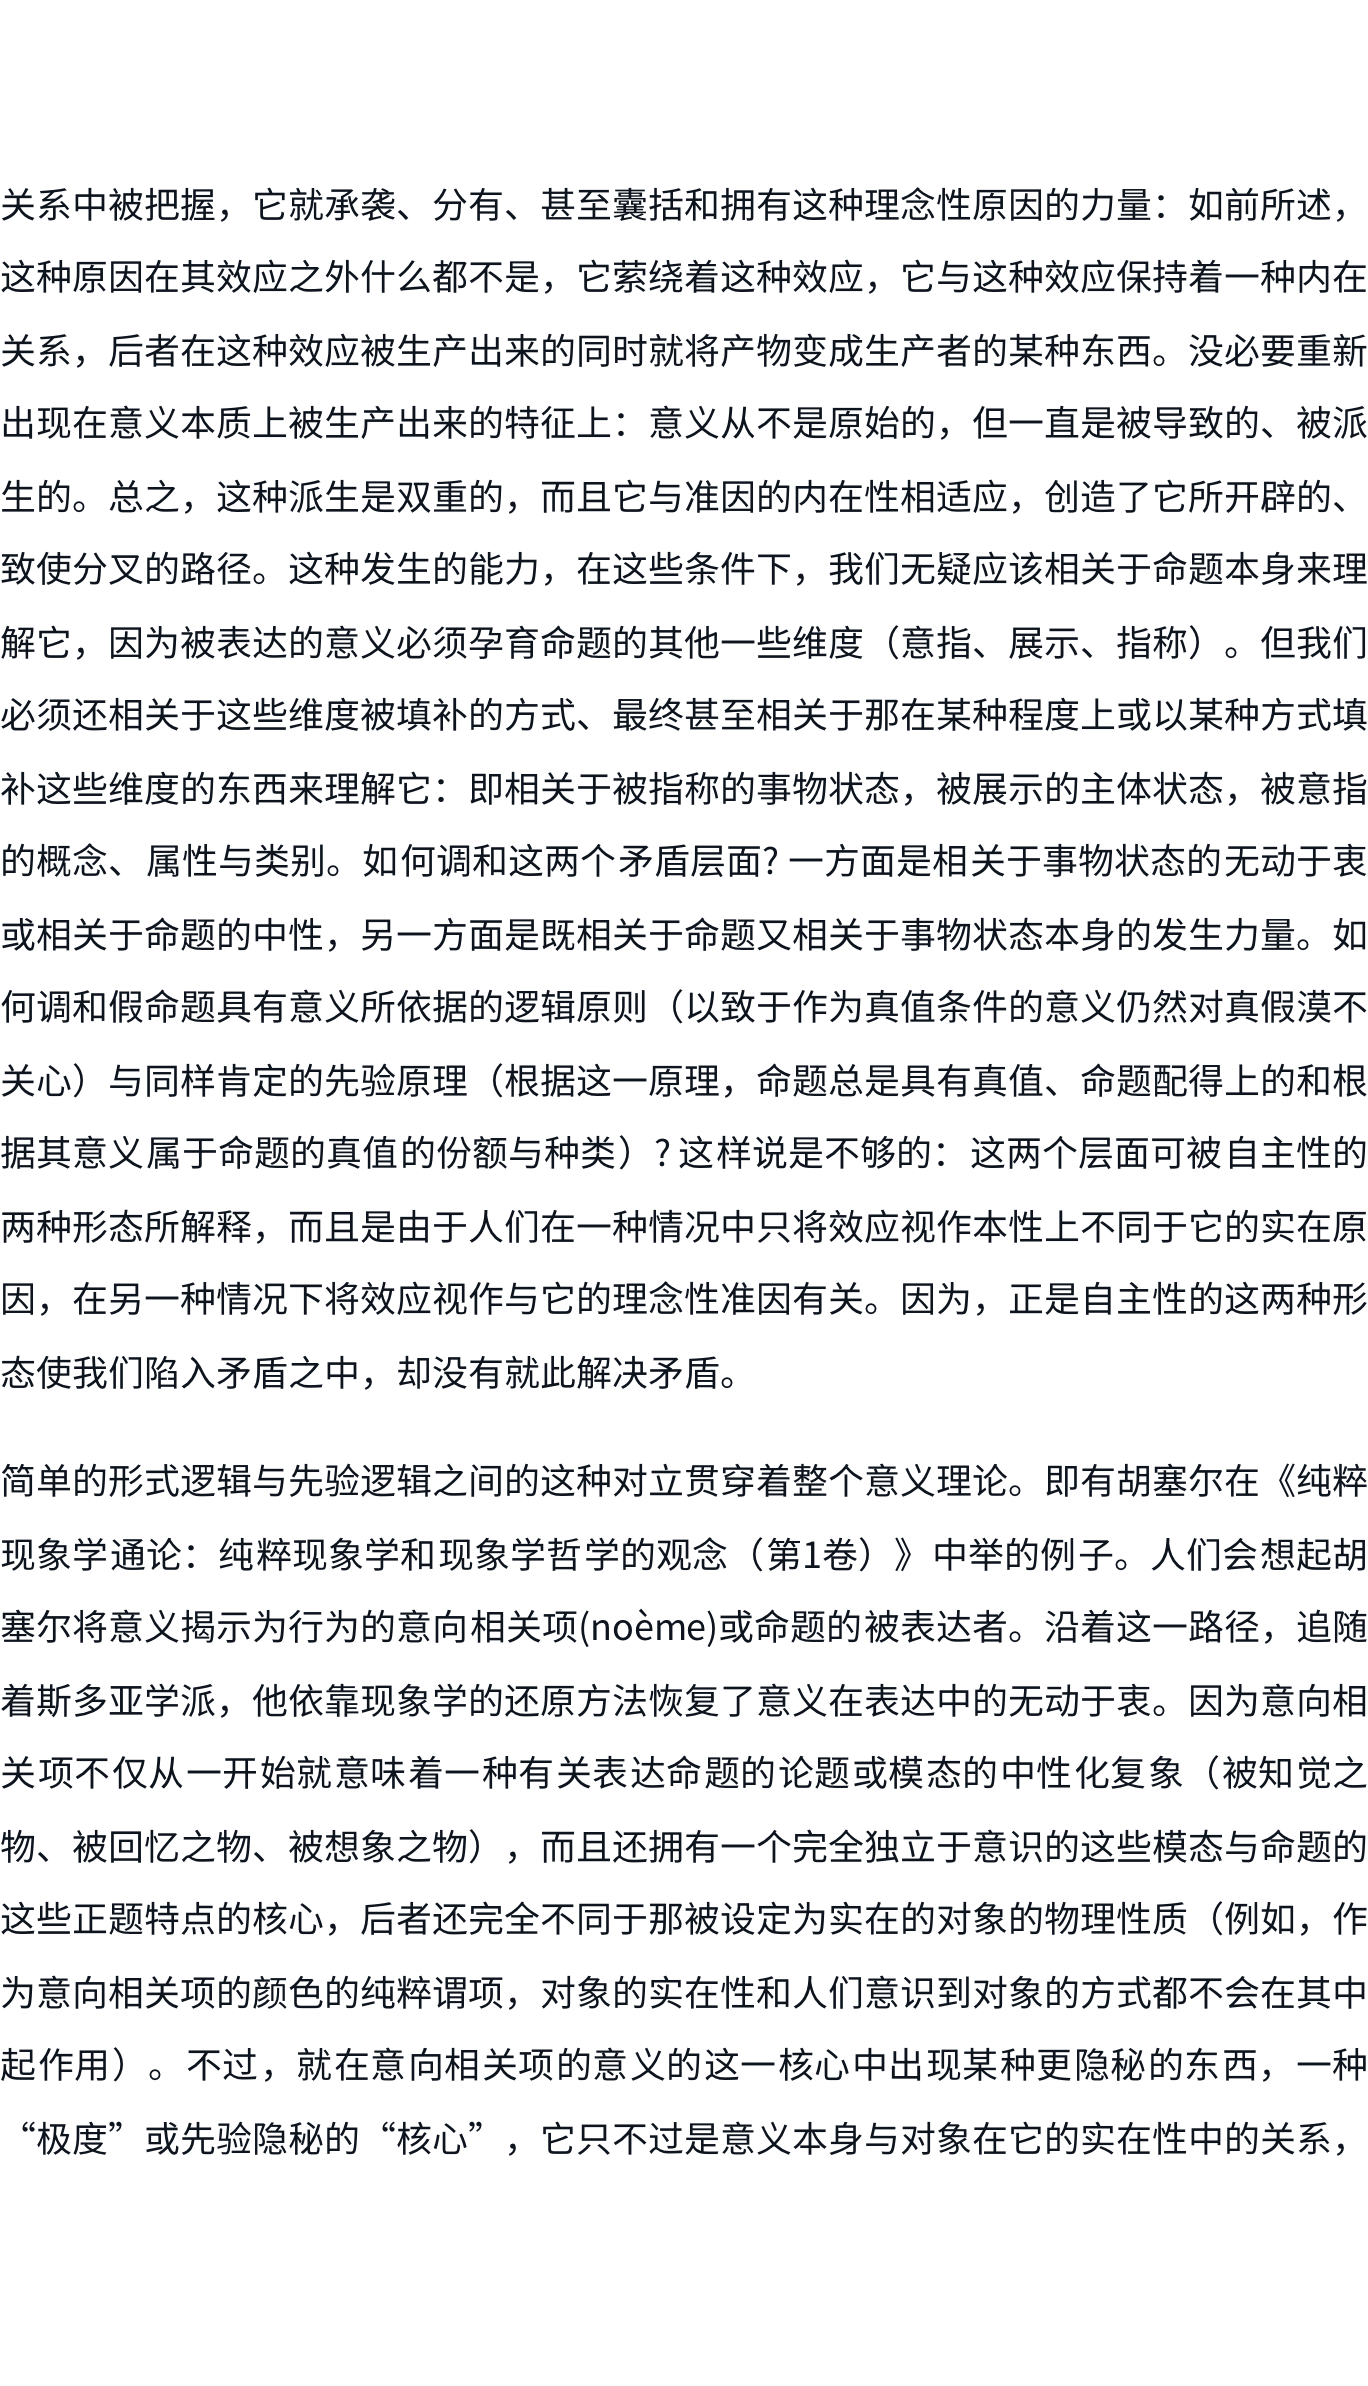 关系中被把握，它就承袭、分有、甚至囊括和拥有这种理念性原因的力量：如前所述，
这种原因在其效应之外什么都不是，它萦绕着这种效应，它与这种效应保持着一种内在
关系，后者在这种效应被生产出来的同时就将产物变成生产者的某种东西。没必要重新
出现在意义本质上被生产出来的特征上：意义从不是原始的，但一直是被导致的、被派
生的。总之，这种派生是双重的，而且它与准因的内在性相适应，创造了它所开辟的、
致使分叉的路径。这种发生的能力，在这些条件下，我们无疑应该相关于命题本身来理
解它，因为被表达的意义必须孕育命题的其他一些维度（意指、展示、指称）。但我们
必须还相关于这些维度被填补的方式、最终甚至相关于那在某种程度上或以某种方式填
补这些维度的东西来理解它：即相关于被指称的事物状态，被展示的主体状态，被意指
的概念、属性与类别。如何调和这两个矛盾层面? 一方面是相关于事物状态的无动于衷
或相关于命题的中性，另一方面是既相关于命题又相关于事物状态本身的发生力量。如
何调和假命题具有意义所依据的逻辑原则（以致于作为真值条件的意义仍然对真假漠不
关心）与同样肯定的先验原理（根据这一原理，命题总是具有真值、命题配得上的和根
据其意义属于命题的真值的份额与种类）? 这样说是不够的：这两个层面可被自主性的
两种形态所解释，而且是由于人们在一种情况中只将效应视作本性上不同于它的实在原
因，在另一种情况下将效应视作与它的理念性准因有关。因为，正是自主性的这两种形
态使我们陷入矛盾之中，却没有就此解决矛盾。
简单的形式逻辑与先验逻辑之间的这种对立贯穿着整个意义理论。即有胡塞尔在《纯粹
现象学通论：纯粹现象学和现象学哲学的观念（第1卷）》中举的例子。人们会想起胡
塞尔将意义揭示为行为的意向相关项(noème)或命题的被表达者。沿着这一路径，追随
着斯多亚学派，他依靠现象学的还原方法恢复了意义在表达中的无动于衷。因为意向相
关项不仅从一开始就意味着一种有关表达命题的论题或模态的中性化复象（被知觉之
物、被回忆之物、被想象之物），而且还拥有一个完全独立于意识的这些模态与命题的
这些正题特点的核心，后者还完全不同于那被设定为实在的对象的物理性质（例如，作
为意向相关项的颜色的纯粹谓项，对象的实在性和人们意识到对象的方式都不会在其中
起作用）。不过，就在意向相关项的意义的这一核心中出现某种更隐秘的东西，一种
“极度”或先验隐秘的“核心”，它只不过是意义本身与对象在它的实在性中的关系，